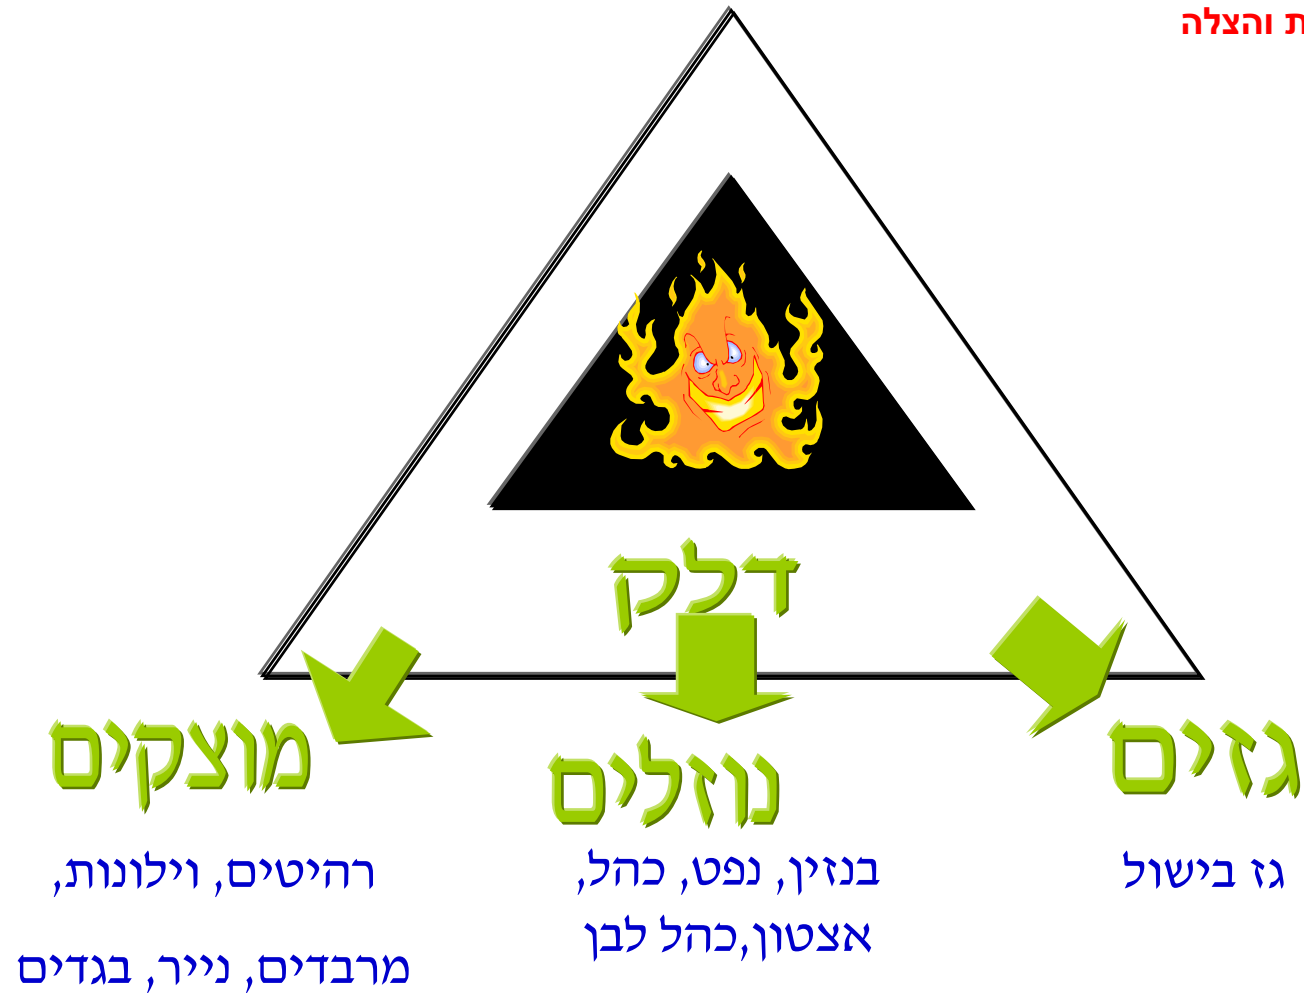 והצלה
דלק
גזים
נוזלים
מוצקים
גז בישול
בנזין, נפט, כהל,
אצטון,כהל לבן
רהיטים, וילונות,
מרבדים, נייר, בגדים